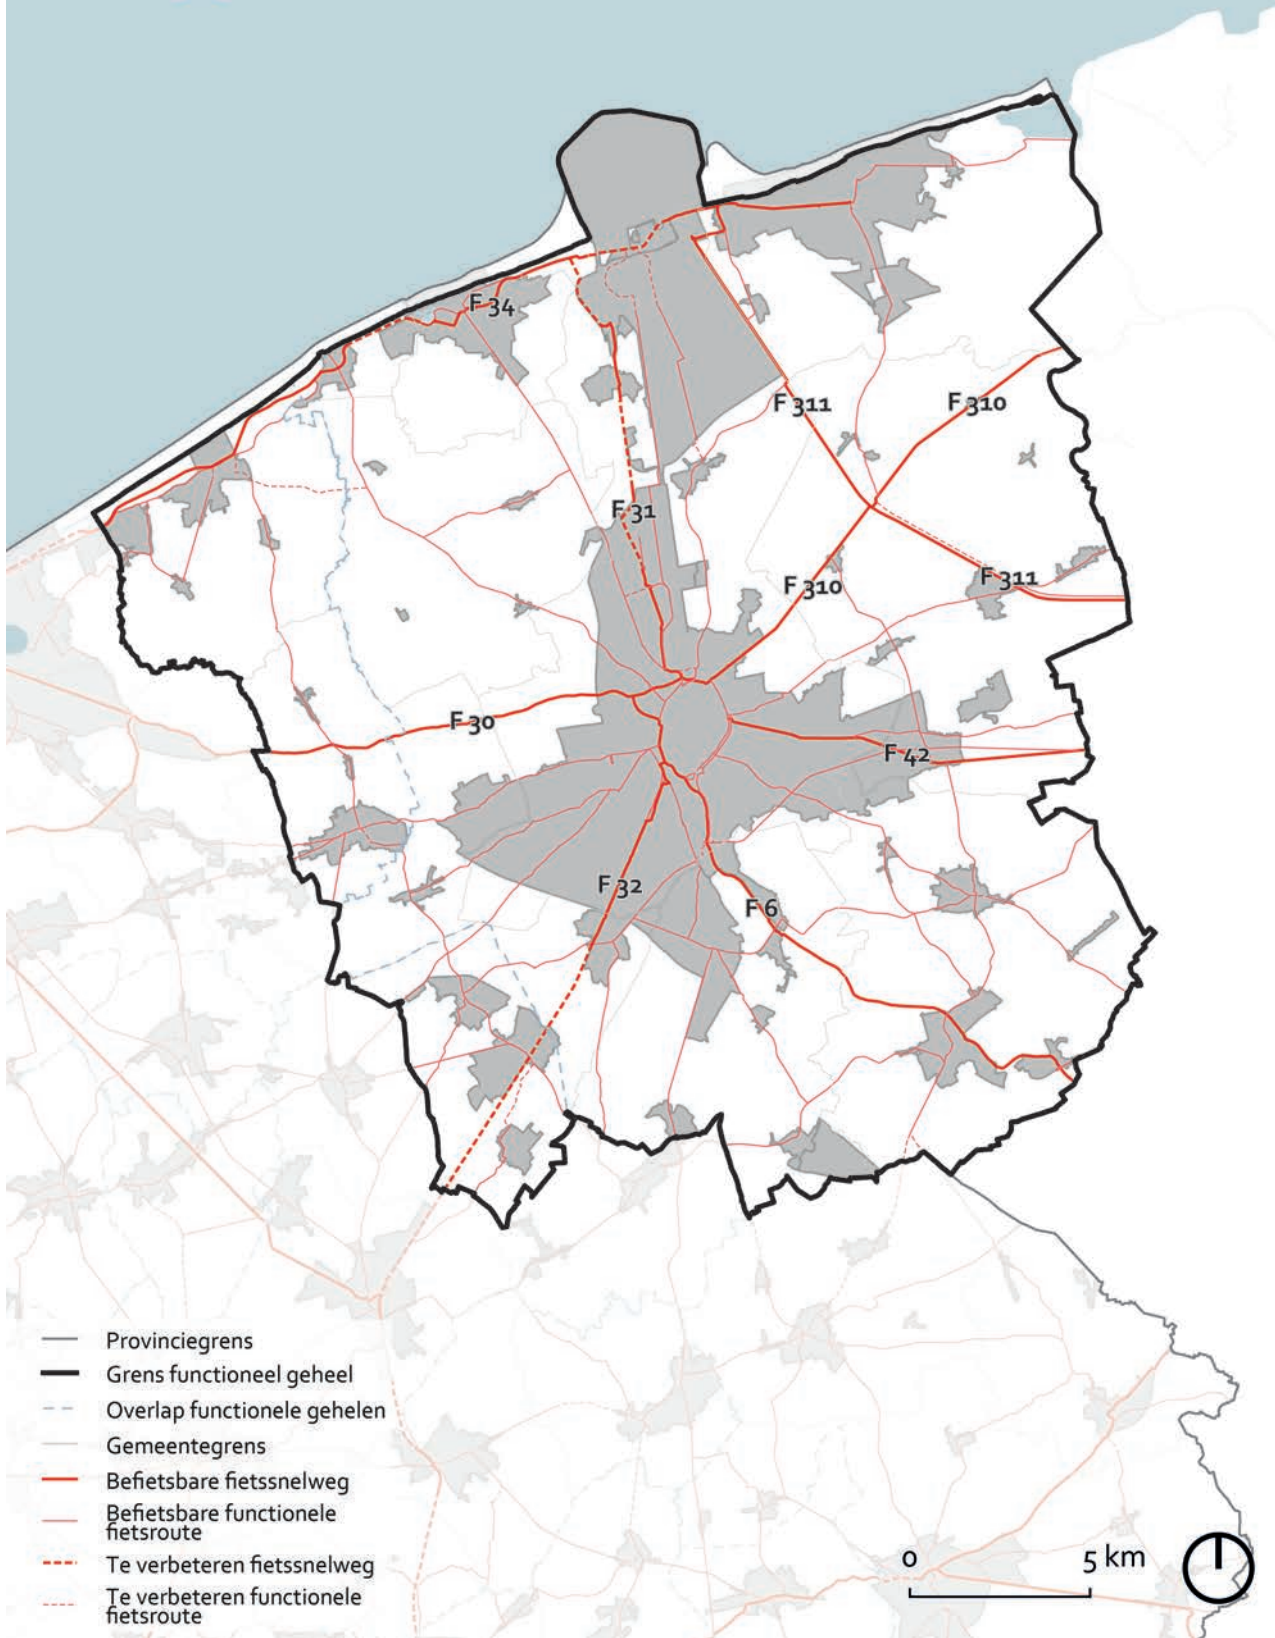 F 34
F 311
F 310
F 31
F 311
F 310
F 30
F 42
F 32
F 6
Provinciegrens
Grens functioneel geheel
Overlap functionele gehelen
Gemeentegrens
Befietsbare fietssnelweg
Befietsbare functionele
fietsroute
Te verbeteren fietssnelweg
Te verbeteren functionele
fietsroute
0 5 km